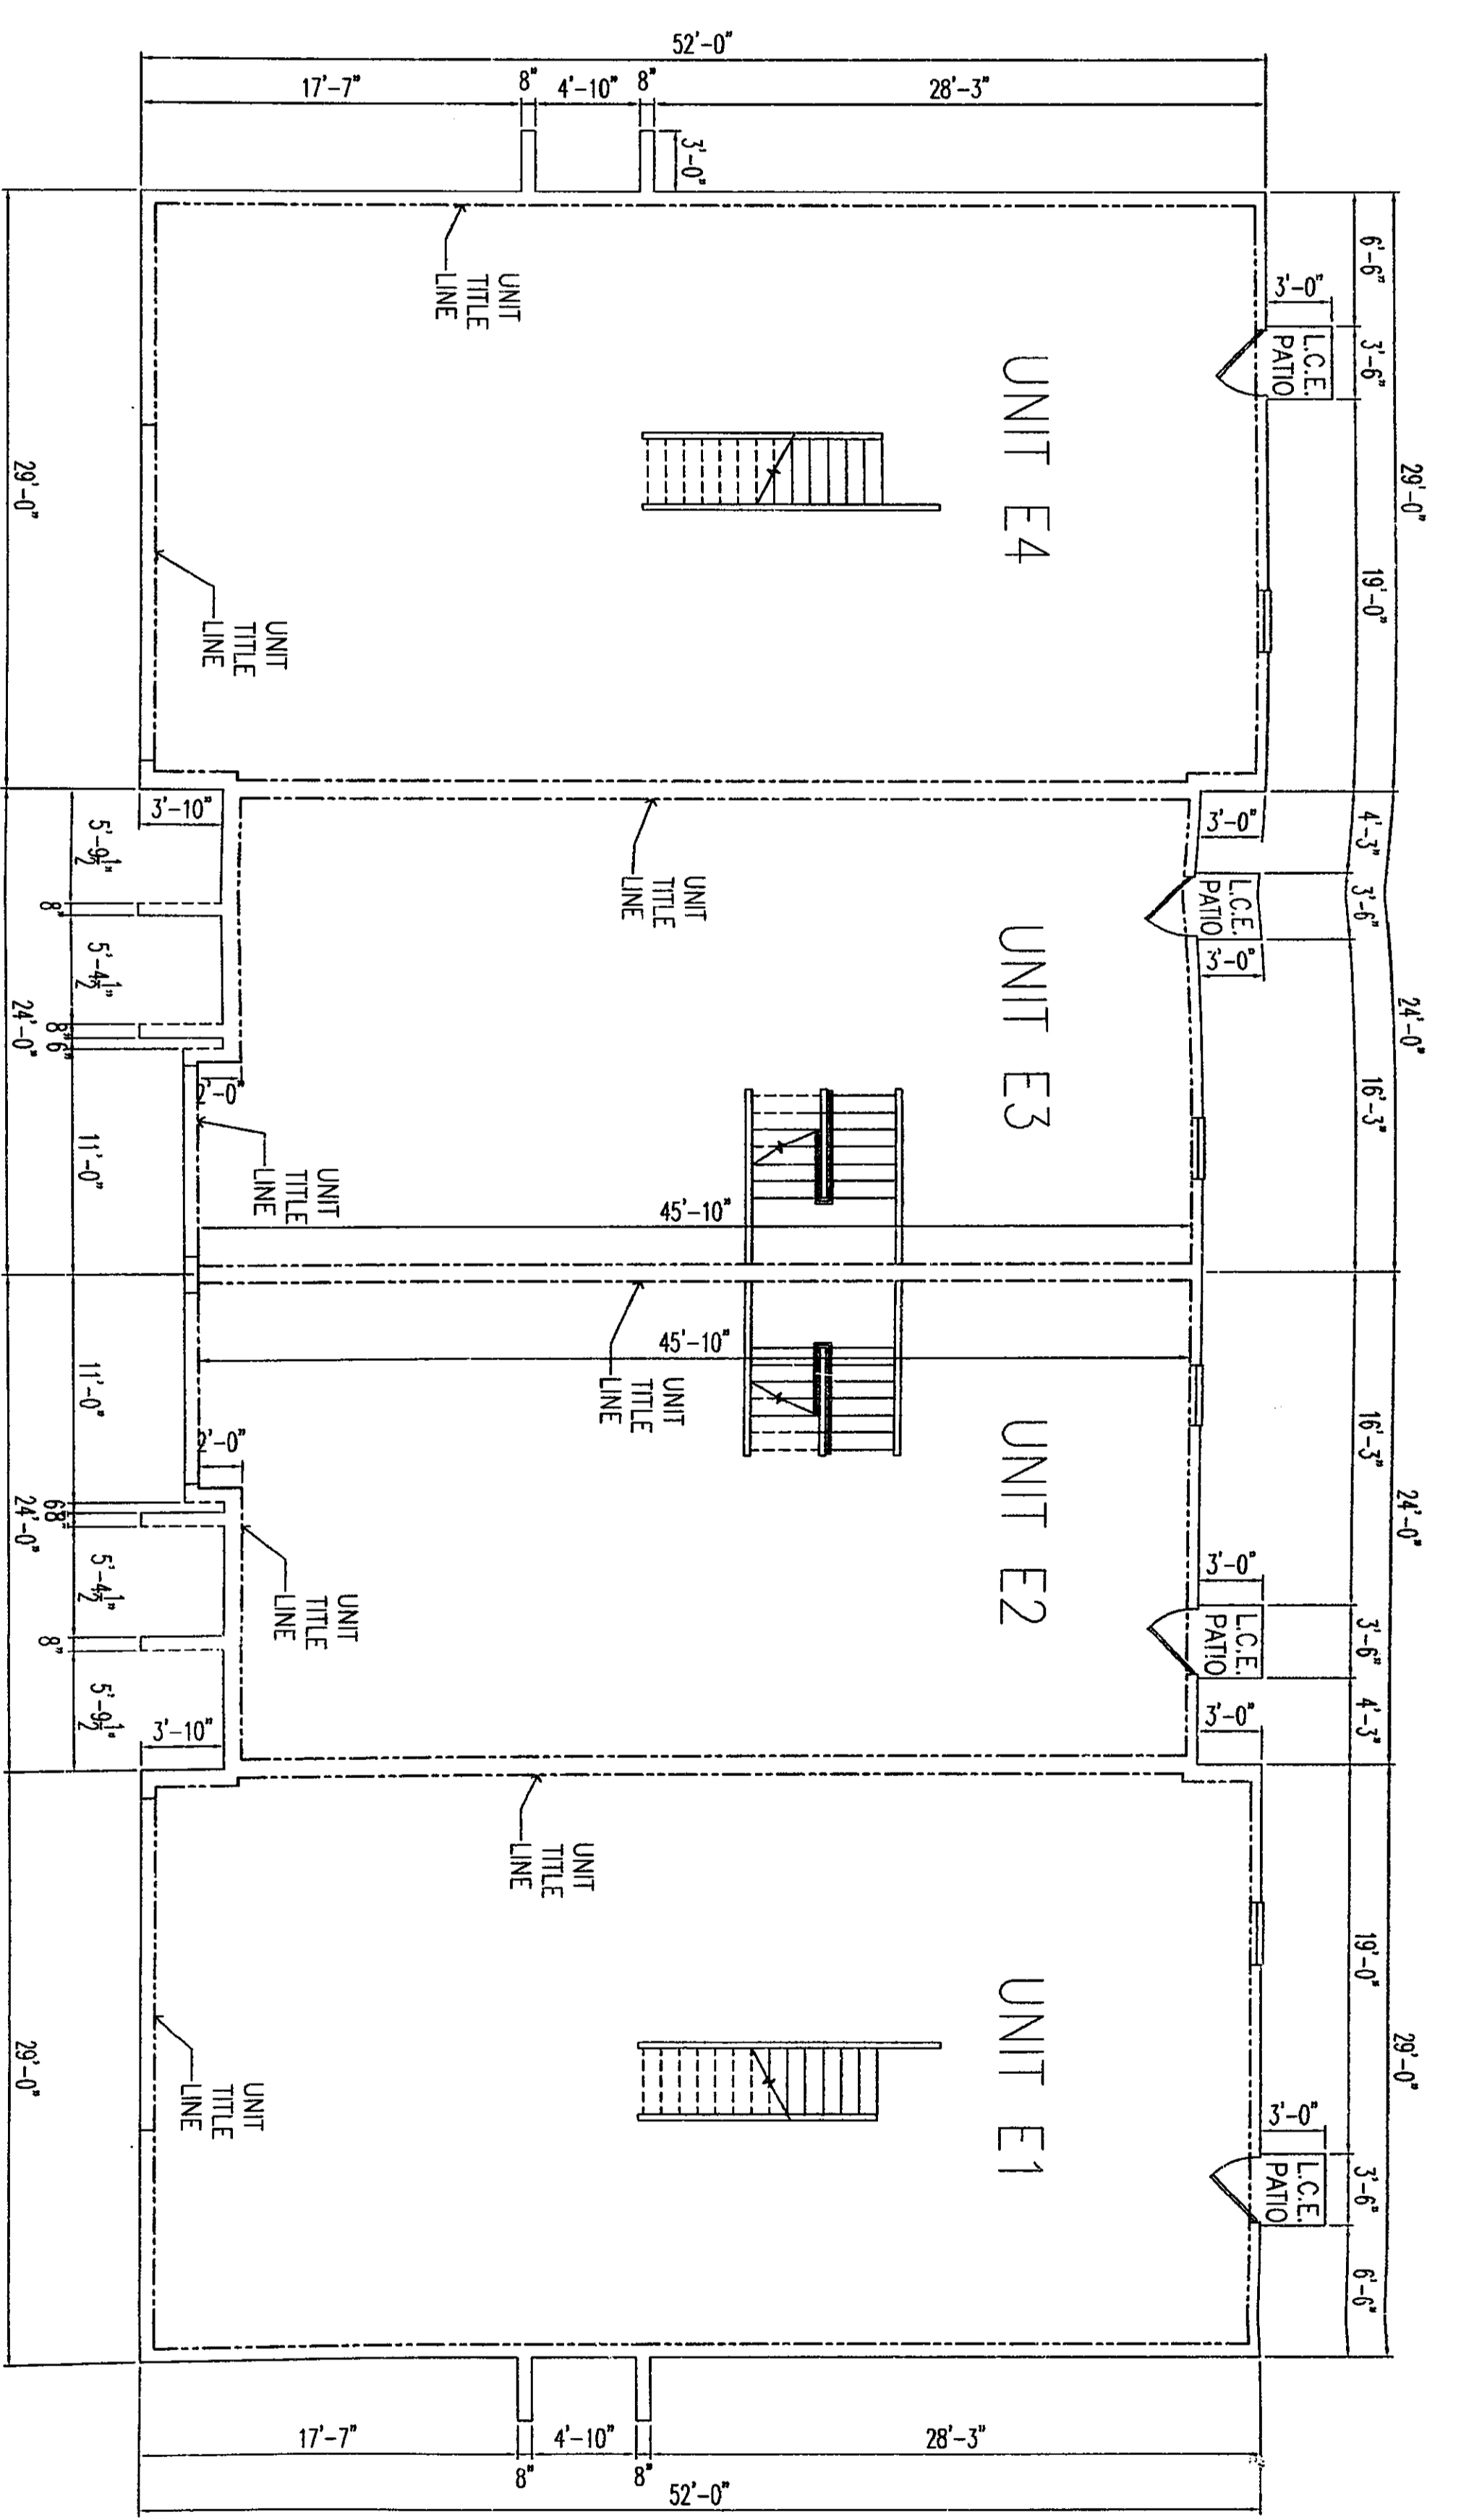 52'-0"
17'-7"
8"
4'-10"
8"
28'-3"
3'-0"
6'-6"
3'-6"
19'-0"
29'-0"
3'-0"
L.C.E.
PATIO
UNIT
TITLE
LINE
UNIT E4
UNIT
TITLE
LINE
29'-0"
3'-10"
5'-9½"
8"
5'-4½"
8"
6"
11'-0"
24'-0"
2'-0"
UNIT
TITLE
LINE
UNIT
TITLE
LINE
UNIT E3
45'-10"
3'-0"
L.C.E.
PATIO
3'-0"
4'-3"
3'-6"
16'-3"
24'-0"
45'-10"
UNIT
TITLE
LINE
UNIT E2
16'-3"
3'-6"
4'-3"
24'-0"
3'-0"
L.C.E.
PATIO
3'-0"
11'-0"
2'-0"
6"
8"
5'-4½"
8"
5'-9½"
24'-0"
3'-10"
UNIT
TITLE
LINE
UNIT
TITLE
LINE
UNIT E1
19'-0"
3'-6"
6'-6"
29'-0"
3'-0"
L.C.E.
PATIO
UNIT
TITLE
LINE
29'-0"
17'-7"
8"
4'-10"
8"
28'-3"
52'-0"